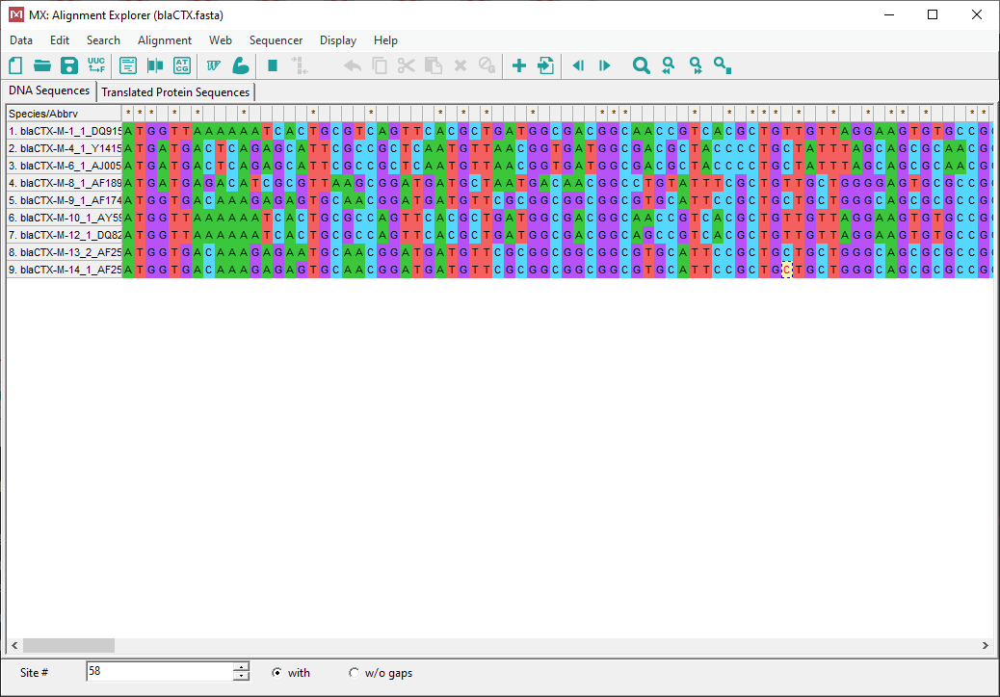 MX: Alignment Explorer (blaCTX.fasta)
Data Edit Search Alignment Web Sequencer Display Help
UUC
F
AT
CG
W
DNA Sequences Translated Protein Sequences
Species/Abbrv * * * * * * * * * * * * * * * * * * * * * * * * * * * *
1. blaCTX-M-1_1_DQ915 ATGGTTAAAAAATCACTGCGTCAGTTCACGCTGATGGCGACGGCAACCGTCACGCTGTTGTTAGGAAGTGTGCCG
2. blaCTX-M-4_1_Y1415 ATGATGACTCAGAGCATTCGCCGCTCAATGTTAACGGTGATGGCGACGCTACCCCTGCTATTTAGCAGCGCAACG
3. blaCTX-M-6_1_AJ005 ATGATGACTCAGAGCATTCGCCGCTCAATGTTAACGGTGATGGCGACGCTACCCCTGCTATTTAGCAGCGCAACG
4. blaCTX-M-8_1_AF189 ATGATGAGACATCGCGTTAAGCGGATGATGCTAATGACAACGGCCTGTATTTCGCTGTTGCTGGGGAGTGCGCCG
5. blaCTX-M-9_1_AF174 ATGGTGACAAAGAGAGTGCAACGGATGATGTTCGCGGCGGCGGCGTGCATTCCGCTGCTGCTGGGCAGCGCGCCG
6. blaCTX-M-10_1_AY59 ATGGTTAAAAAATCACTGCGCCAGTTCACGCTGATGGCGACGGCAACCGTCACGCTGTTGTTAGGAAGTGTGCCG
7. blaCTX-M-12_1_DQ82 ATGGTTAAAAAATCACTGCGCCAGTTCACGCTGATGGCGACGGCAGCCGTCACGCTGTTGTTAGGAAGTGTGCCG
8. blaCTX-M-13_2_AF25 ATGGTGACAAAGAGAATGCAACGGATGATGTTCGCGGCGGCGGCGTGCATTCCGCTGCTGCTGGGCAGCGCGCCG
9. blaCTX-M-14_1_AF25 ATGGTGACAAAGAGAGTGCAACGGATGATGTTCGCGGCGGCGGCGTGCATTCCGCTGCTGCTGGGCAGCGCGCCG
Site # 58 with w/o gaps